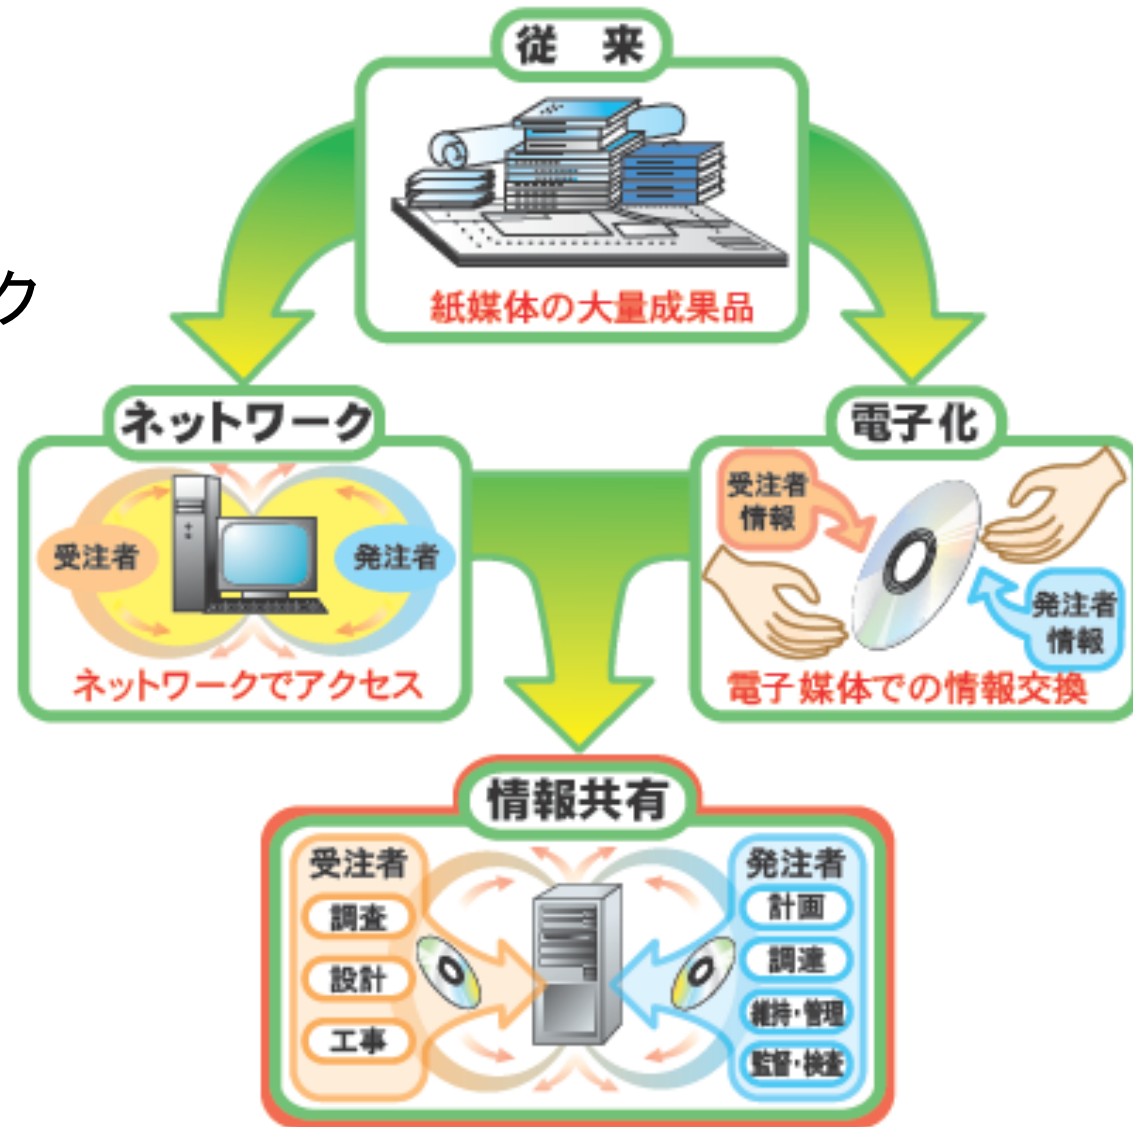 従　来
紙媒体の大量成果品
ク
ネットワーク
受注者
発注者
ネットワークでアクセス
電子化
受注者
情報
発注者
情報
電子媒体での情報交換
情報共有
受注者
調査
設計
工事
発注者
計画
調達
維持・管理
監督・検査